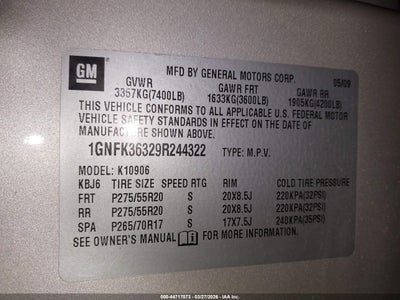 GM
MFD BY GENERAL MOTORS CORP. 05/09
GVWR GAWR FRT GAWR RR
3357KG(7400LB) 1633KG(3600LB) 1905KG(4200LB)
THIS VEHICLE CONFORMS TO ALL APPLICABLE U.S. FEDERAL MOTOR
VEHICLE SAFETY STANDARDS IN EFFECT ON THE DATE OF
MANUFACTURE SHOWN ABOVE.
1GNFK36329R244322 TYPE: M.P.V.
MODEL: K10906
KBJ6 TIRE SIZE SPEED RTG RIM COLD TIRE PRESSURE
FRT P275/55R20 S 20X8.5J 220KPA(32PSI)
RR P275/55R20 S 20X8.5J 220KPA(32PSI)
SPA P265/70R17 S 17X7.5J 240KPA(35PSI)
SEE OWNER'S MANUAL FOR MORE INFORMATION.
000-44717073 - 03/27/2026 - IAA Inc.